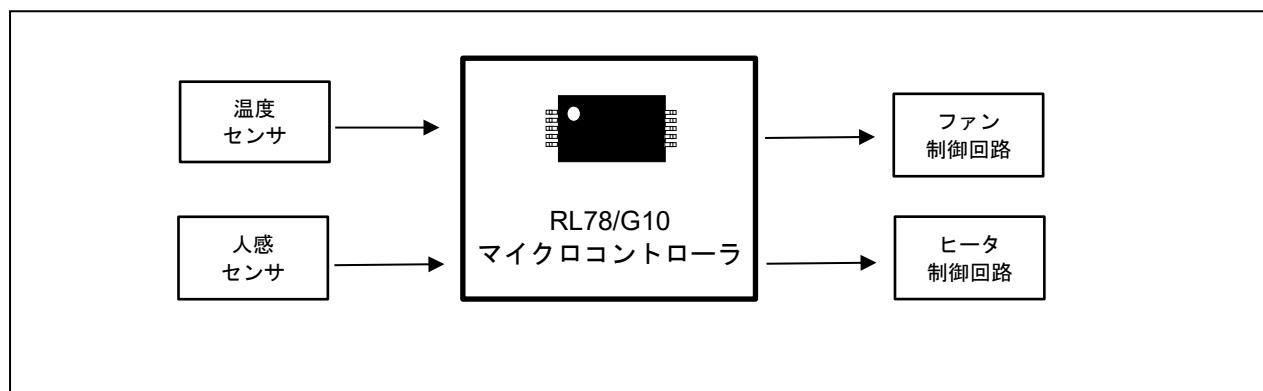 温度
センサ
人感
センサ
RL78/G10
マイクロコントローラ
ファン
制御回路
ヒータ
制御回路